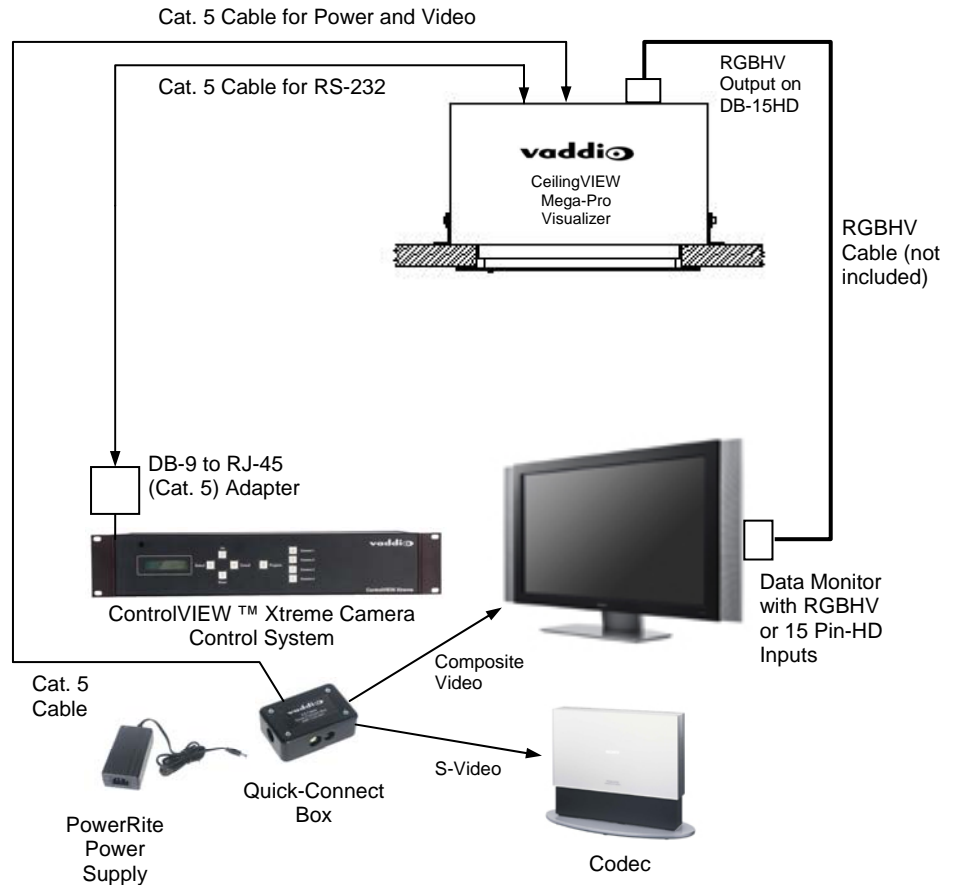 Cat. 5 Cable for Power and Video
Cat. 5 Cable for RS-232
RGBHV
Output on
DB-15HD
vaddio
CeilingVIEW
Mega-Pro
Visualizer
RGBHV
Cable (not
included)
DB-9 to RJ-45
(Cat. 5) Adapter
vaddio
ControlVIEW ™ Xtreme Camera
Control System
Data Monitor
with RGBHV
or 15 Pin-HD
Inputs
Composite
Video
Cat. 5
Cable
vaddio
S-Video
Quick-Connect
Box
PowerRite
Power
Supply
Codec